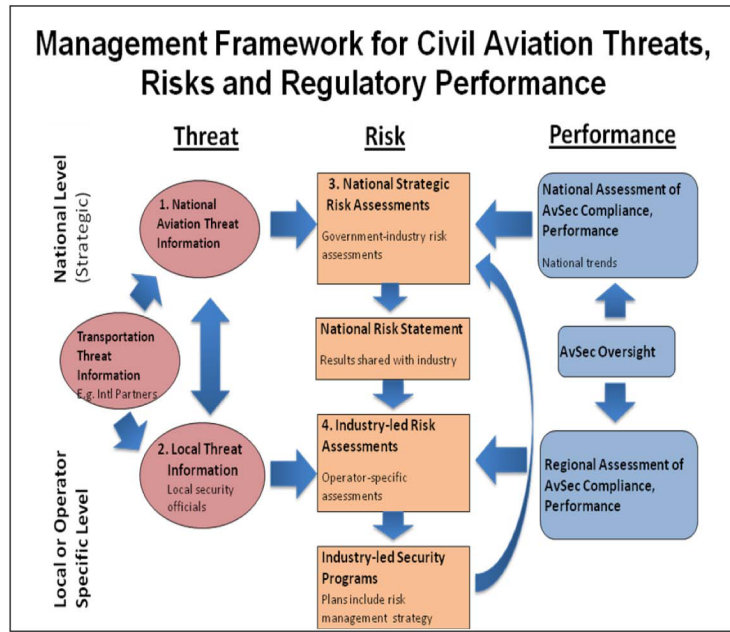 Management Framework for Civil Aviation Threats,
Risks and Regulatory Performance
Threat
Risk
Performance
National Level
(Strategic)
1. National
Aviation Threat
Information
3. National Strategic
Risk Assessments
Government-industry risk
assessments
National Assessment of
AvSec Compliance,
Performance
National trends
Transportation
Threat
Information
E.g. Intl Partners
National Risk Statement
Results shared with industry
AvSec Oversight
Local or Operator
Specific Level
2. Local Threat
Information
Local security
officials
4. Industry-led Risk
Assessments
Operator-specific
assessments
Regional Assessment of
AvSec Compliance,
Performance
Industry-led Security
Programs
Plans include risk
management strategy